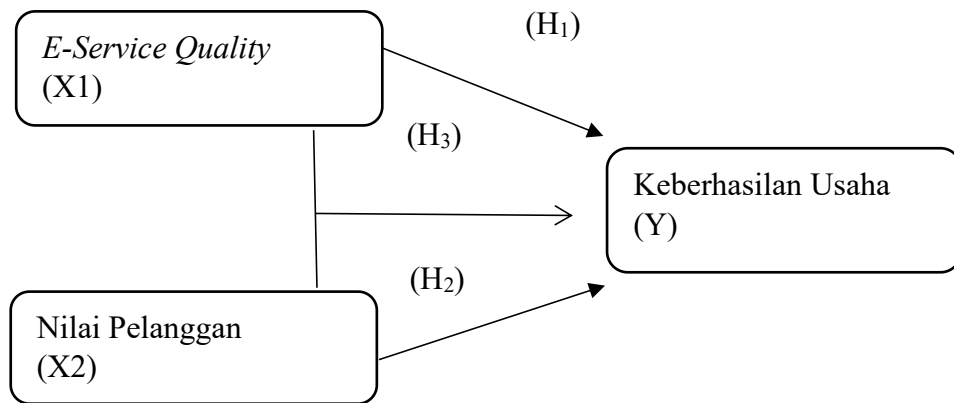 (H₁)
E-Service Quality
(X1)
(H₃)
Keberhasilan Usaha
(Y)
(H₂)
Nilai Pelanggan
(X2)